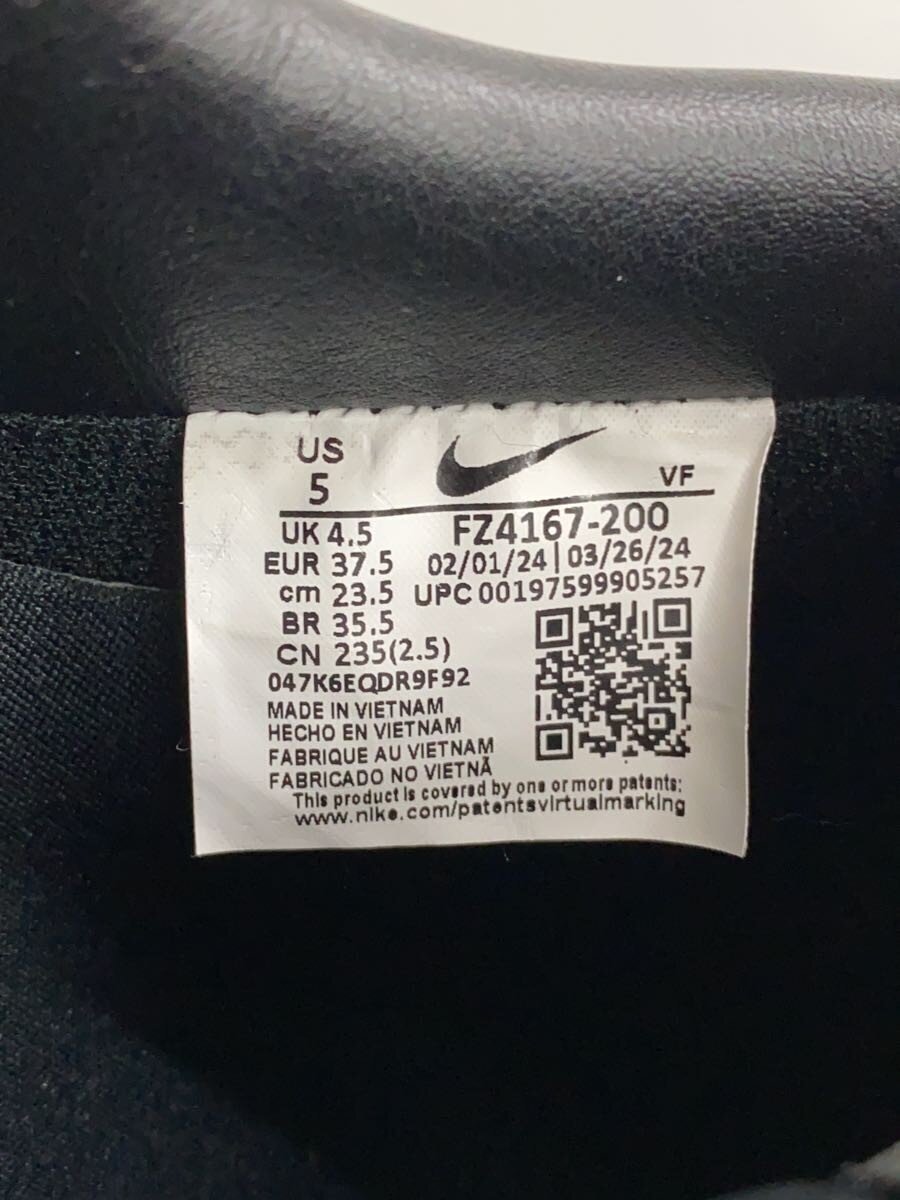 US
5
VF
UK 4.5
EUR 37.5
cm 23.5
BR 35.5
CN 235(2.5)
FZ4167-200
02/01/24 | 03/26/24
UPC 00197599905257
047K6EQDR9F92
MADE IN VIETNAM
HECHO EN VIETNAM
FABRIQUE AU VIETNAM
FABRICADO NO VIETNÃ
This product is covered by one or more patents:
www.nike.com/patentsvirtualmarking